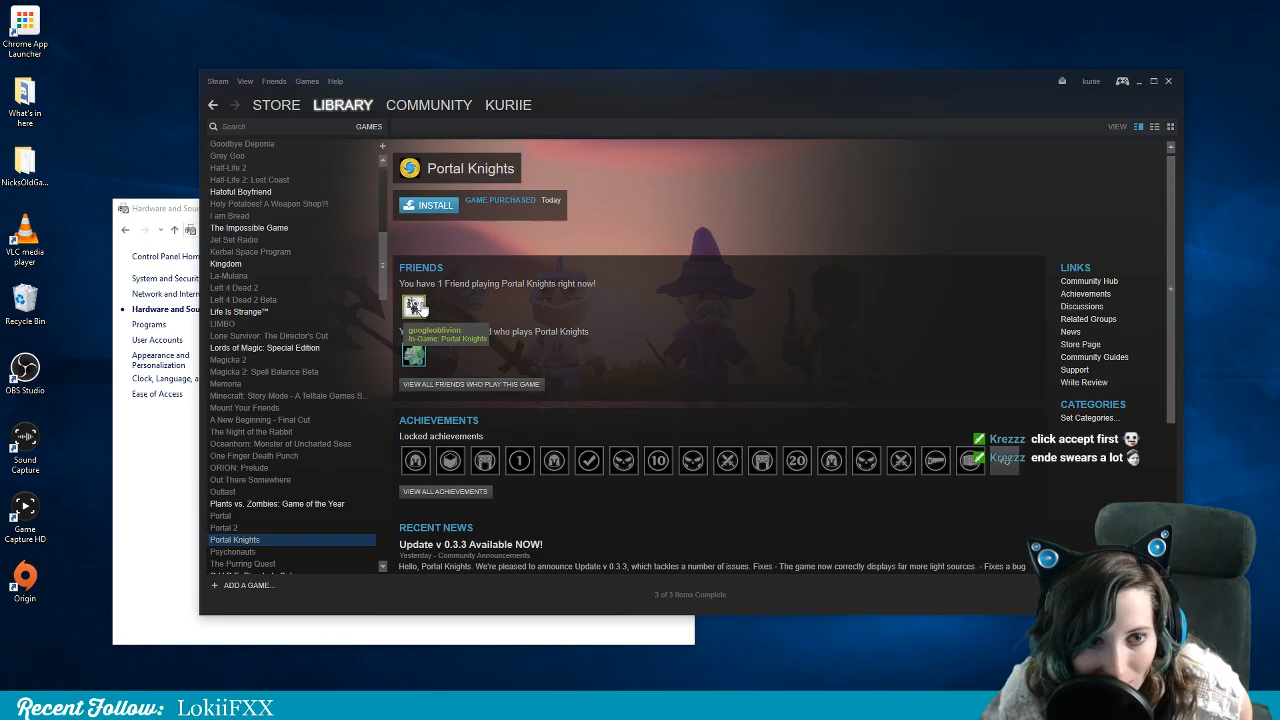 Chrome App
Launcher
What's in
here
NicksOldGa...
VLC media
player
Recycle Bin
OBS Studio
Sound
Capture
Game
Capture HD
Origin
Hardware and Soun
Control Panel Home
System and Security
Network and Intern
Hardware and Sou
Programs
User Accounts
Appearance and
Personalization
Clock, Language, a
Ease of Access
Steam View Friends Games Help
kuriie
STORE LIBRARY COMMUNITY KURIIE
Search GAMES
VIEW
Goodbye Deponia
Grey Goo
Half-Life 2
Half-Life 2: Lost Coast
Hatoful Boyfriend
Holy Potatoes! A Weapon Shop?!
I am Bread
The Impossible Game
Jet Set Radio
Kerbal Space Program
Kingdom
La-Mulana
Left 4 Dead 2
Left 4 Dead 2 Beta
Life Is Strange™
LIMBO
Lone Survivor: The Director's Cut
Lords of Magic: Special Edition
Magicka 2
Magicka 2: Spell Balance Beta
Memoria
Minecraft: Story Mode - A Telltale Games S...
Mount Your Friends
A New Beginning - Final Cut
The Night of the Rabbit
Oceanhorn: Monster of Uncharted Seas
One Finger Death Punch
ORION: Prelude
Out There Somewhere
Outlast
Plants vs. Zombies: Game of the Year
Portal
Portal 2
Portal Knights
Psychonauts
The Purring Quest
+ ADD A GAME...
Portal Knights
INSTALL
GAME PURCHASED Today
FRIENDS
You have 1 Friend playing Portal Knights right now!
googleoblivion
In-Game: Portal Knights
d who plays Portal Knights
VIEW ALL FRIENDS WHO PLAY THIS GAME
ACHIEVEMENTS
Locked achievements
1
10
20
VIEW ALL ACHIEVEMENTS
RECENT NEWS
Update v 0.3.3 Available NOW!
Yesterday - Community Announcements
Hello, Portal Knights. We're pleased to announce Update v 0.3.3, which tackles a number of issues. Fixes - The game now correctly displays far more light sources. - Fixes a bug
3 of 3 Items Complete
LINKS
Community Hub
Achievements
Discussions
Related Groups
News
Store Page
Community Guides
Support
Write Review
CATEGORIES
Set Categories...
Krezzz click accept first
Krezzz ende swears a lot
Recent Follow: LokiiFXX